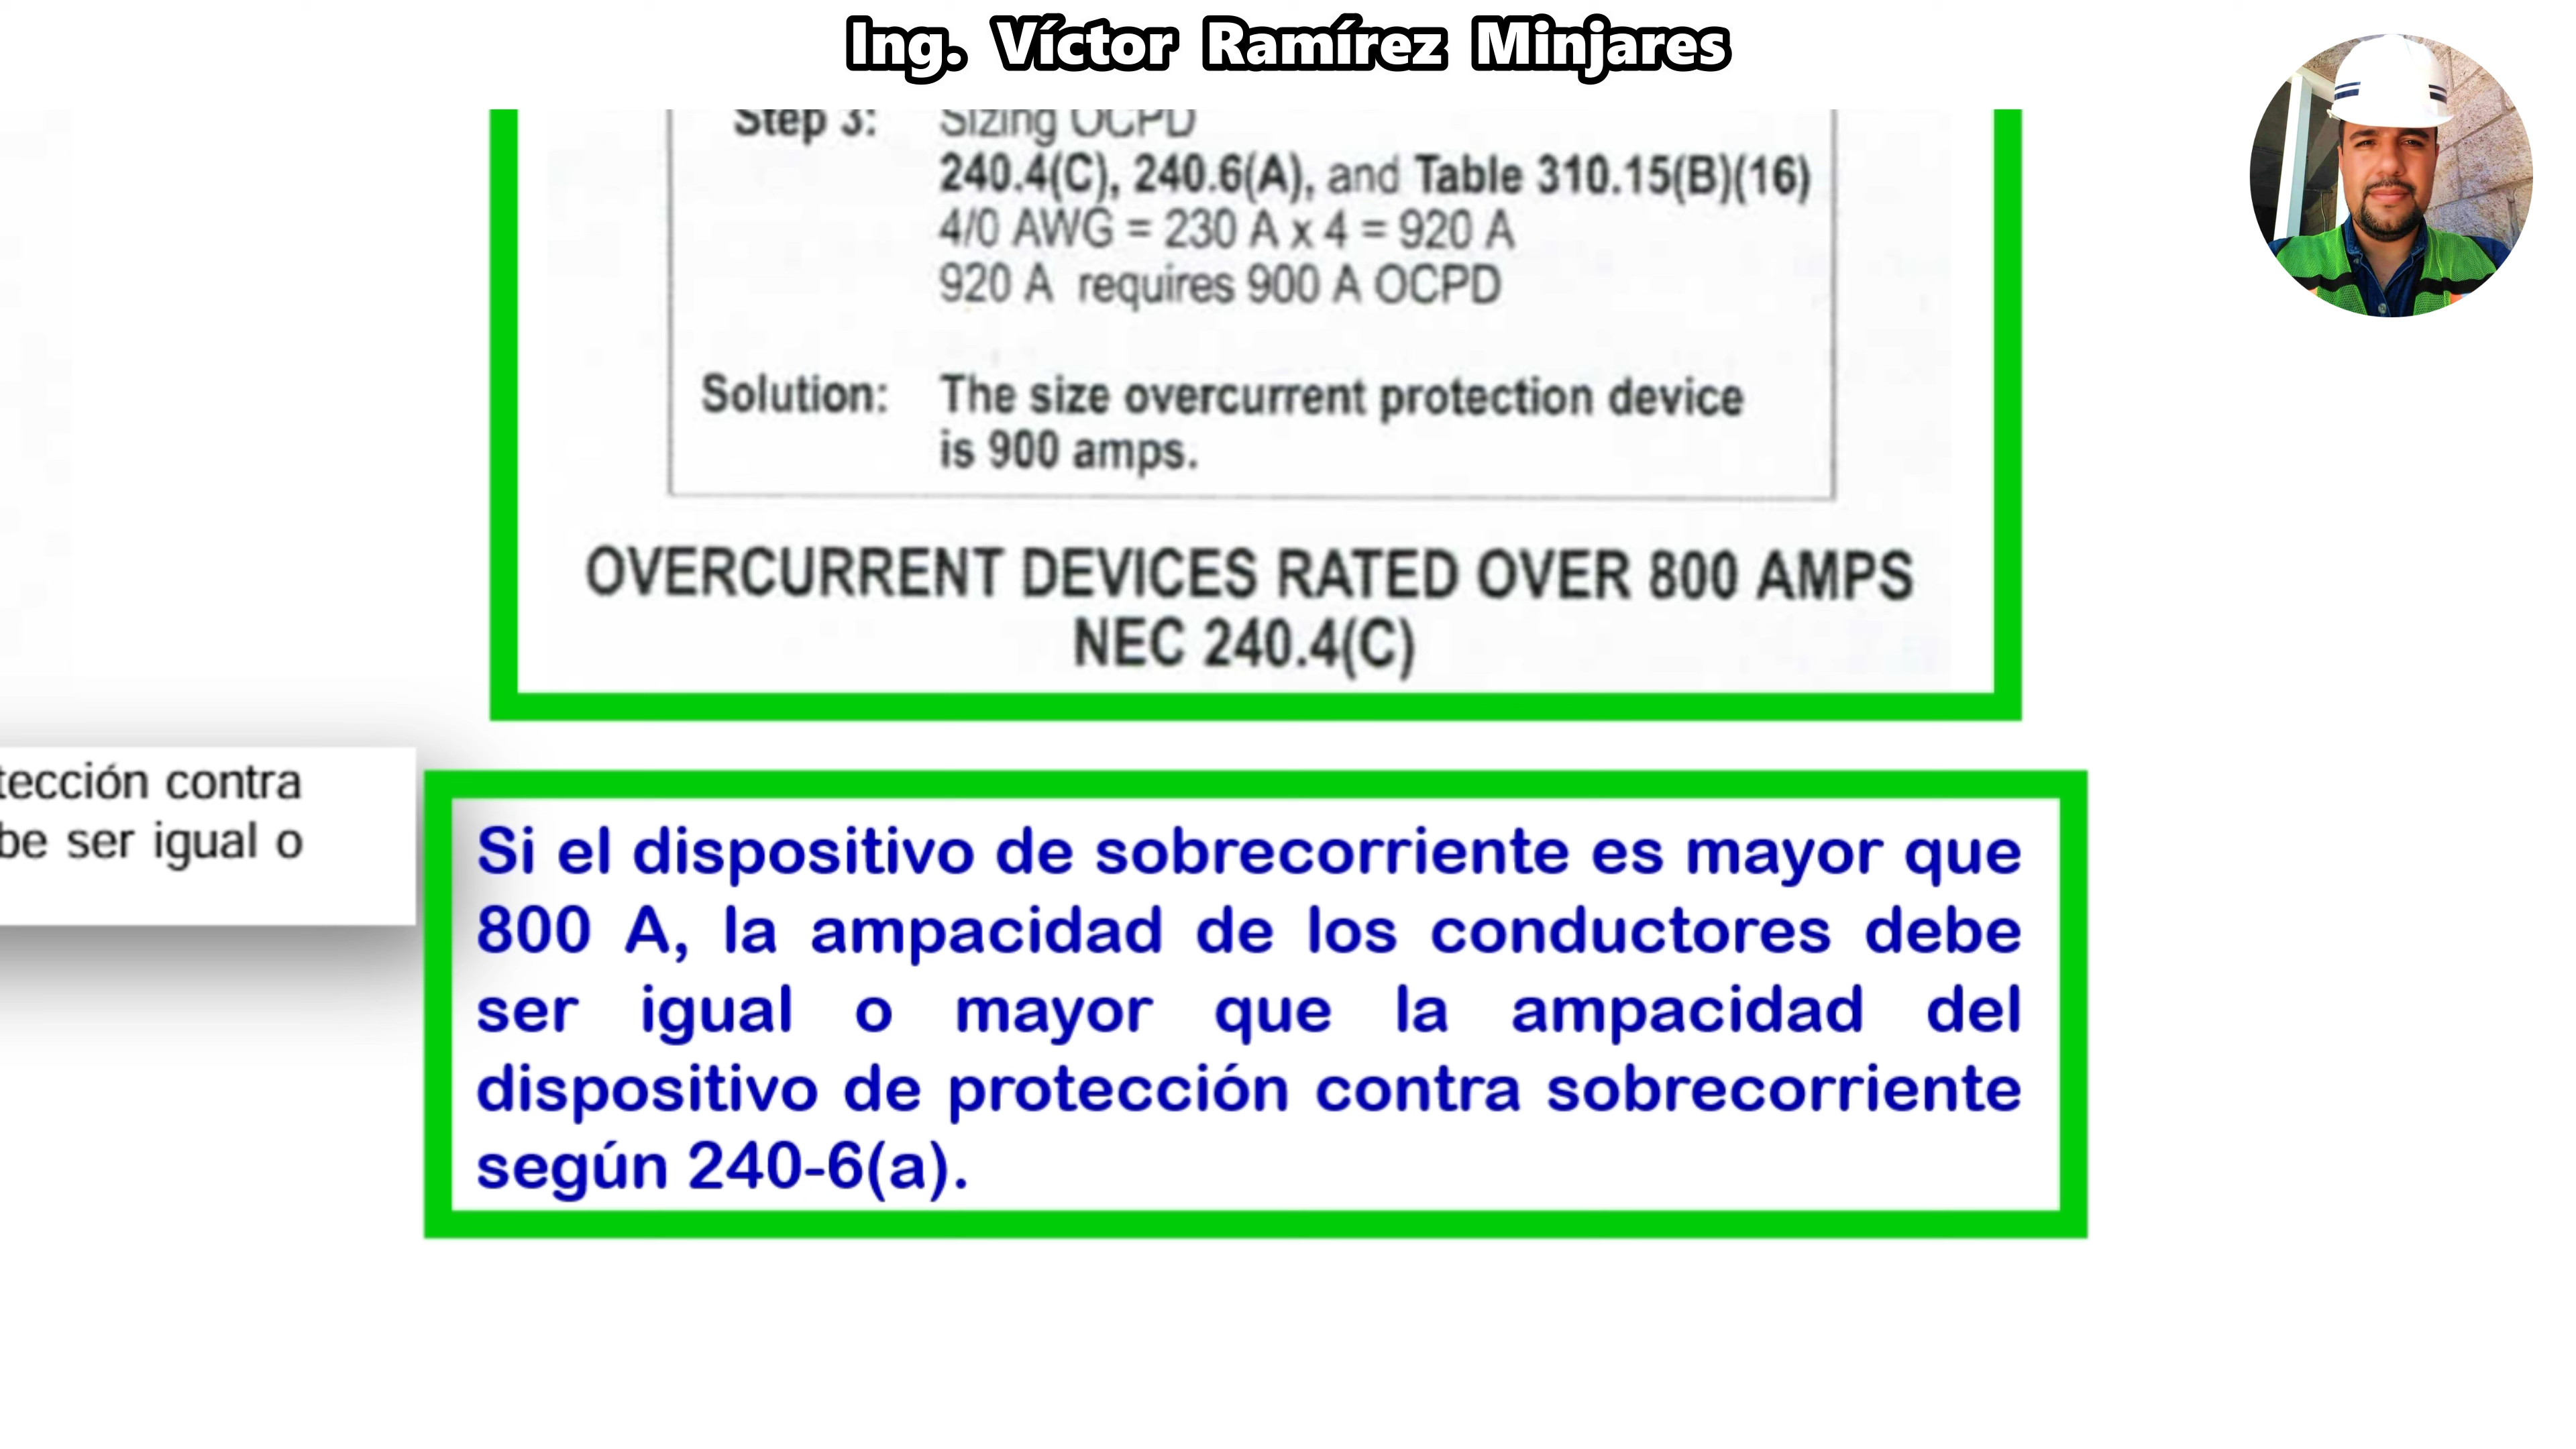 Ing. Víctor Ramírez Minjares
Step 3: Sizing OCPD
240.4(C), 240.6(A), and Table 310.15(B)(16)
4/0 AWG = 230 A x 4 = 920 A
920 A requires 900 A OCPD
Solution: The size overcurrent protection device
is 900 amps.
OVERCURRENT DEVICES RATED OVER 800 AMPS
NEC 240.4(C)
tección contra
be ser igual o
Si el dispositivo de sobrecorriente es mayor que
800 A, la ampacidad de los conductores debe
ser igual o mayor que la ampacidad del
dispositivo de protección contra sobrecorriente
según 240-6(a).